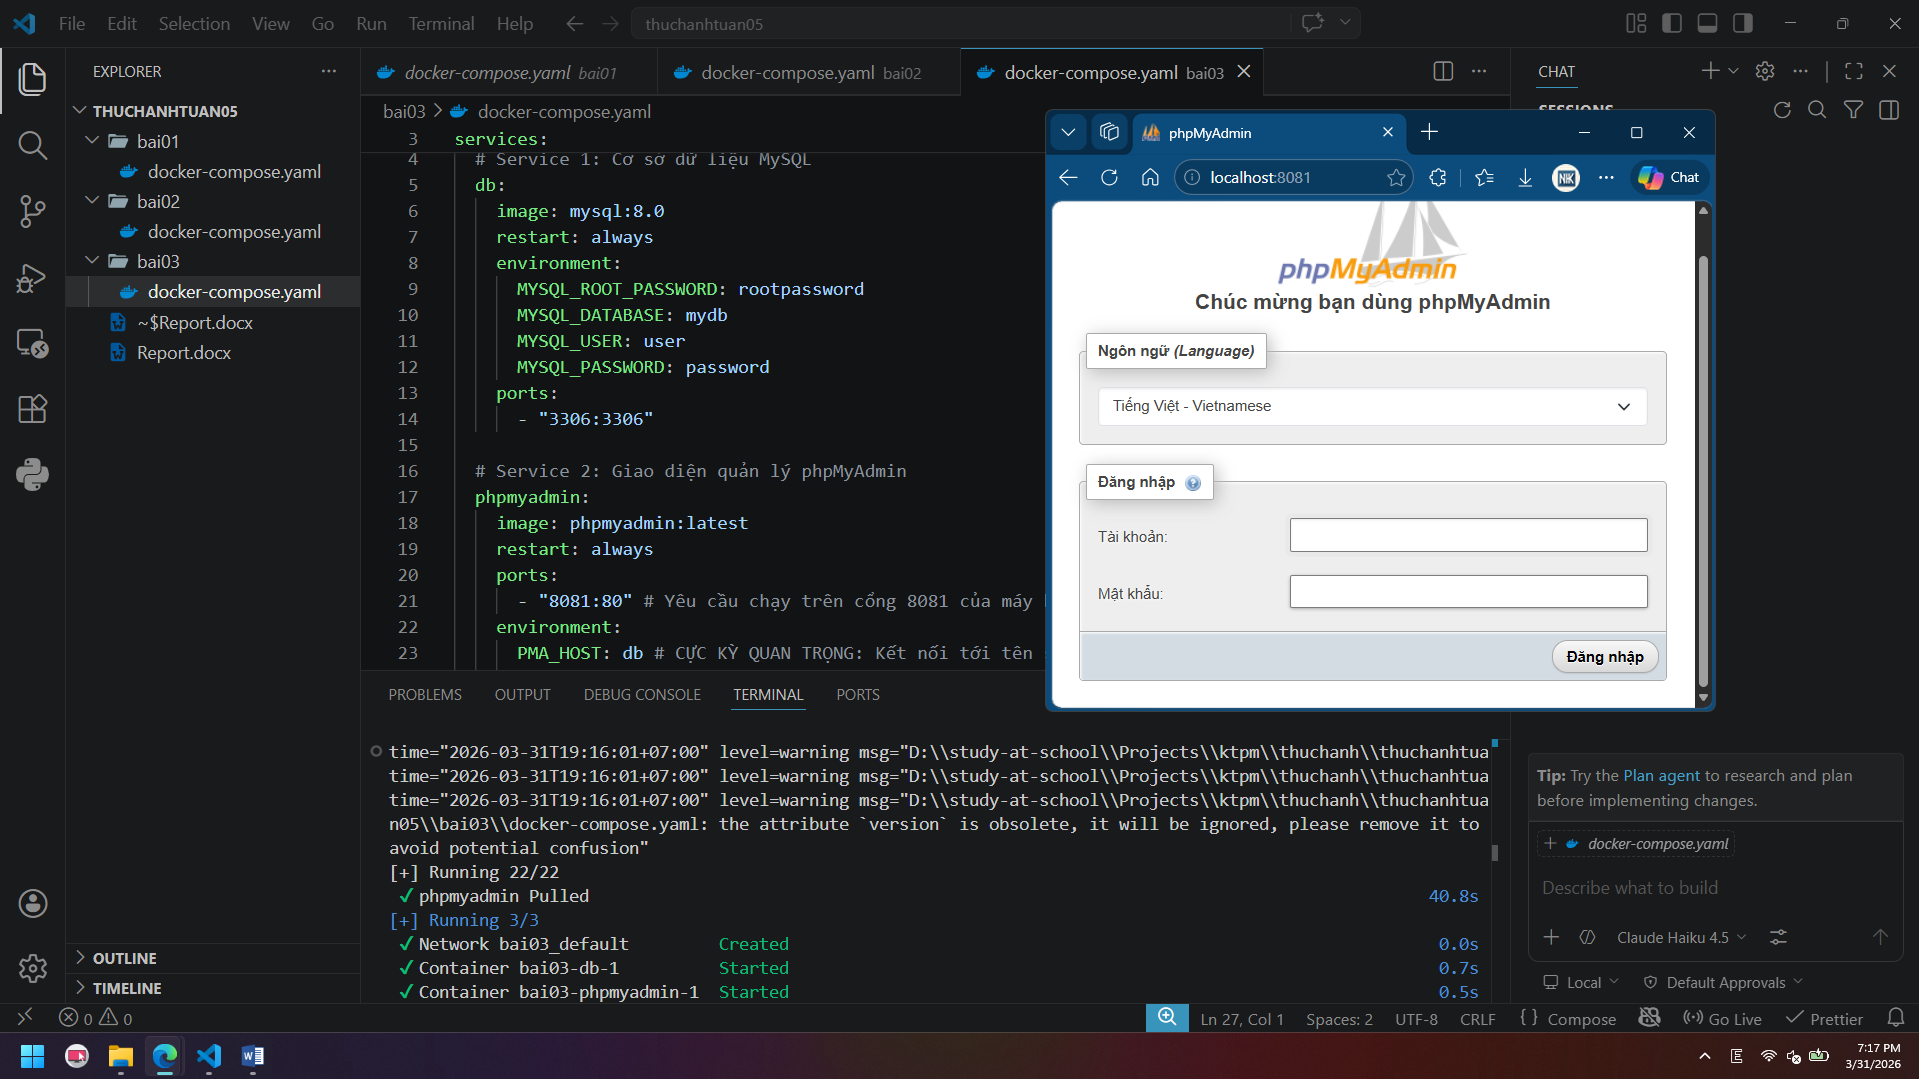 File Edit Selection View Go Run Terminal Help
thuchanhtuan05
EXPLORER
THUCHANHTUAN05
bai01
docker-compose.yaml
bai02
docker-compose.yaml
bai03
docker-compose.yaml
~$Report.docx
Report.docx
OUTLINE
TIMELINE
docker-compose.yaml bai01
docker-compose.yaml bai02
docker-compose.yaml bai03
bai03 > docker-compose.yaml
3 services:
4 # Service 1: Cơ sở dữ liệu MySQL
5 db:
6 image: mysql:8.0
7 restart: always
8 environment:
9 MYSQL_ROOT_PASSWORD: rootpassword
10 MYSQL_DATABASE: mydb
11 MYSQL_USER: user
12 MYSQL_PASSWORD: password
13 ports:
14 - "3306:3306"
15
16 # Service 2: Giao diện quản lý phpMyAdmin
17 phpmyadmin:
18 image: phpmyadmin:latest
19 restart: always
20 ports:
21 - "8081:80" # Yêu cầu chạy trên cổng 8081 của máy
22 environment:
23 PMA_HOST: db # CỰC KỲ QUAN TRỌNG: Kết nối tới tên
PROBLEMS OUTPUT DEBUG CONSOLE TERMINAL PORTS
time="2026-03-31T19:16:01+07:00" level=warning msg="D:\\study-at-school\\Projects\\ktpm\\thuchanh\\thuchanhtua
time="2026-03-31T19:16:01+07:00" level=warning msg="D:\\study-at-school\\Projects\\ktpm\\thuchanh\\thuchanhtua
time="2026-03-31T19:16:01+07:00" level=warning msg="D:\\study-at-school\\Projects\\ktpm\\thuchanh\\thuchanhtua
n05\\bai03\\docker-compose.yaml: the attribute `version` is obsolete, it will be ignored, please remove it to
avoid potential confusion"
[+] Running 22/22
✓ phpmyadmin Pulled 40.8s
[+] Running 3/3
✓ Network bai03_default Created 0.0s
✓ Container bai03-db-1 Started 0.7s
✓ Container bai03-phpmyadmin-1 Started 0.5s
phpMyAdmin
localhost:8081
NK
Chat
phpMyAdmin
Chúc mừng bạn dùng phpMyAdmin
Ngôn ngữ (Language)
Tiếng Việt - Vietnamese
Đăng nhập
Tài khoản:
Mật khẩu:
Đăng nhập
CHAT
SESSIONS
Tip: Try the Plan agent to research and plan
before implementing changes.
docker-compose.yaml
Describe what to build
Claude Haiku 4.5
Local Default Approvals
0 0
Ln 27, Col 1 Spaces: 2 UTF-8 CRLF { } Compose Go Live Prettier
E
7:17 PM
3/31/2026